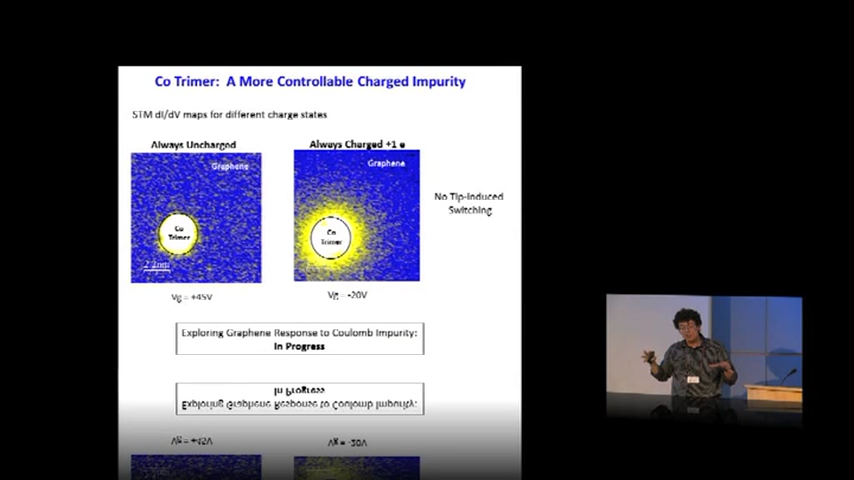 Co Trimer: A More Controllable Charged Impurity
STM dI/dV maps for different charge states
Always Uncharged
Always Charged +1 e
Graphene
Graphene
No Tip-Induced
Switching
Co
Trimer
Co
Trimer
Vg = +45V
Vg = -20V
Exploring Graphene Response to Coulomb Impurity:
In Progress